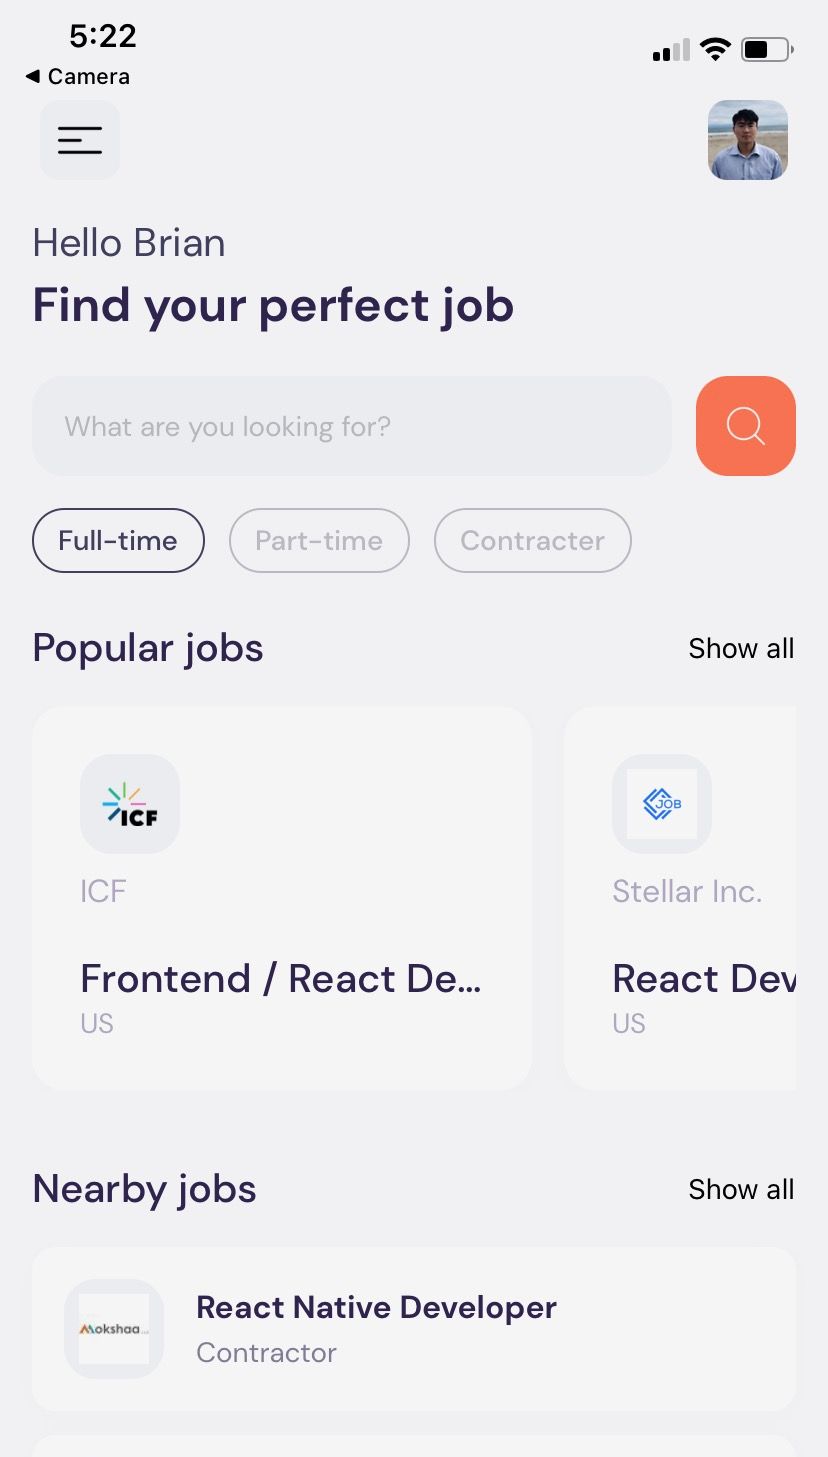 5:22
◀ Camera
Hello Brian
Find your perfect job
What are you looking for?
Full-time
Part-time
Contracter
Popular jobs
Show all
ICF
ICF
Frontend / React De...
US
JOB
Stellar Inc.
React Dev
US
Nearby jobs
Show all
Mokshaa
React Native Developer
Contractor